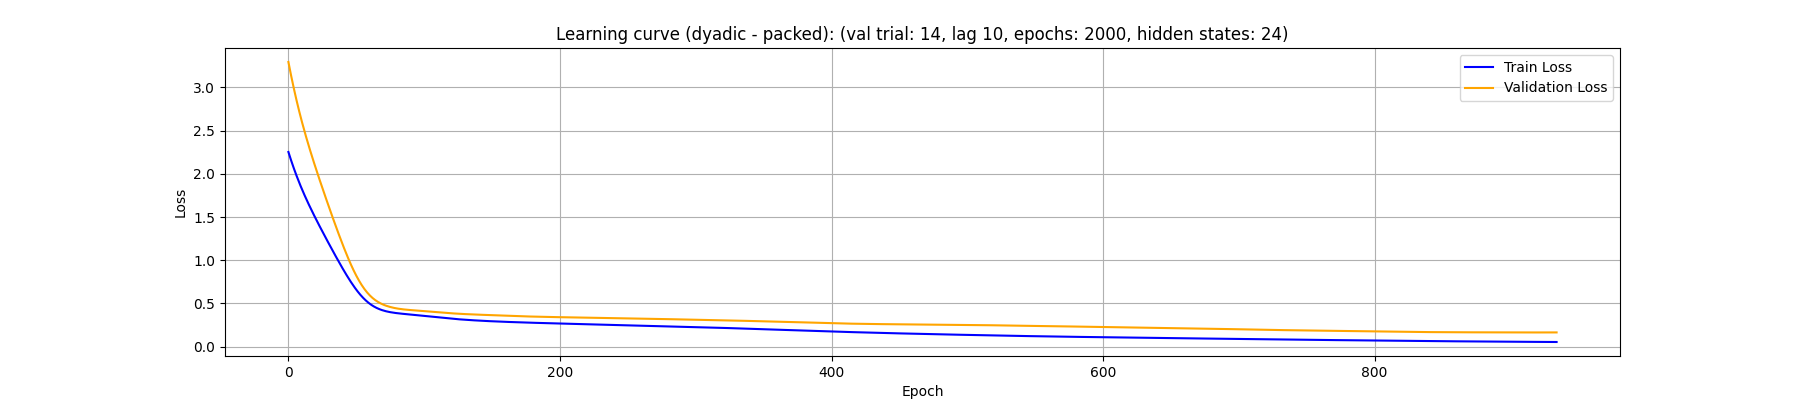 Learning curve (dyadic - packed): (val trial: 14, lag 10, epochs: 2000, hidden states: 24)
Train Loss
Validation Loss
Loss
3.0
2.5
2.0
1.5
1.0
0.5
0.0
0 200 400 600 800
Epoch